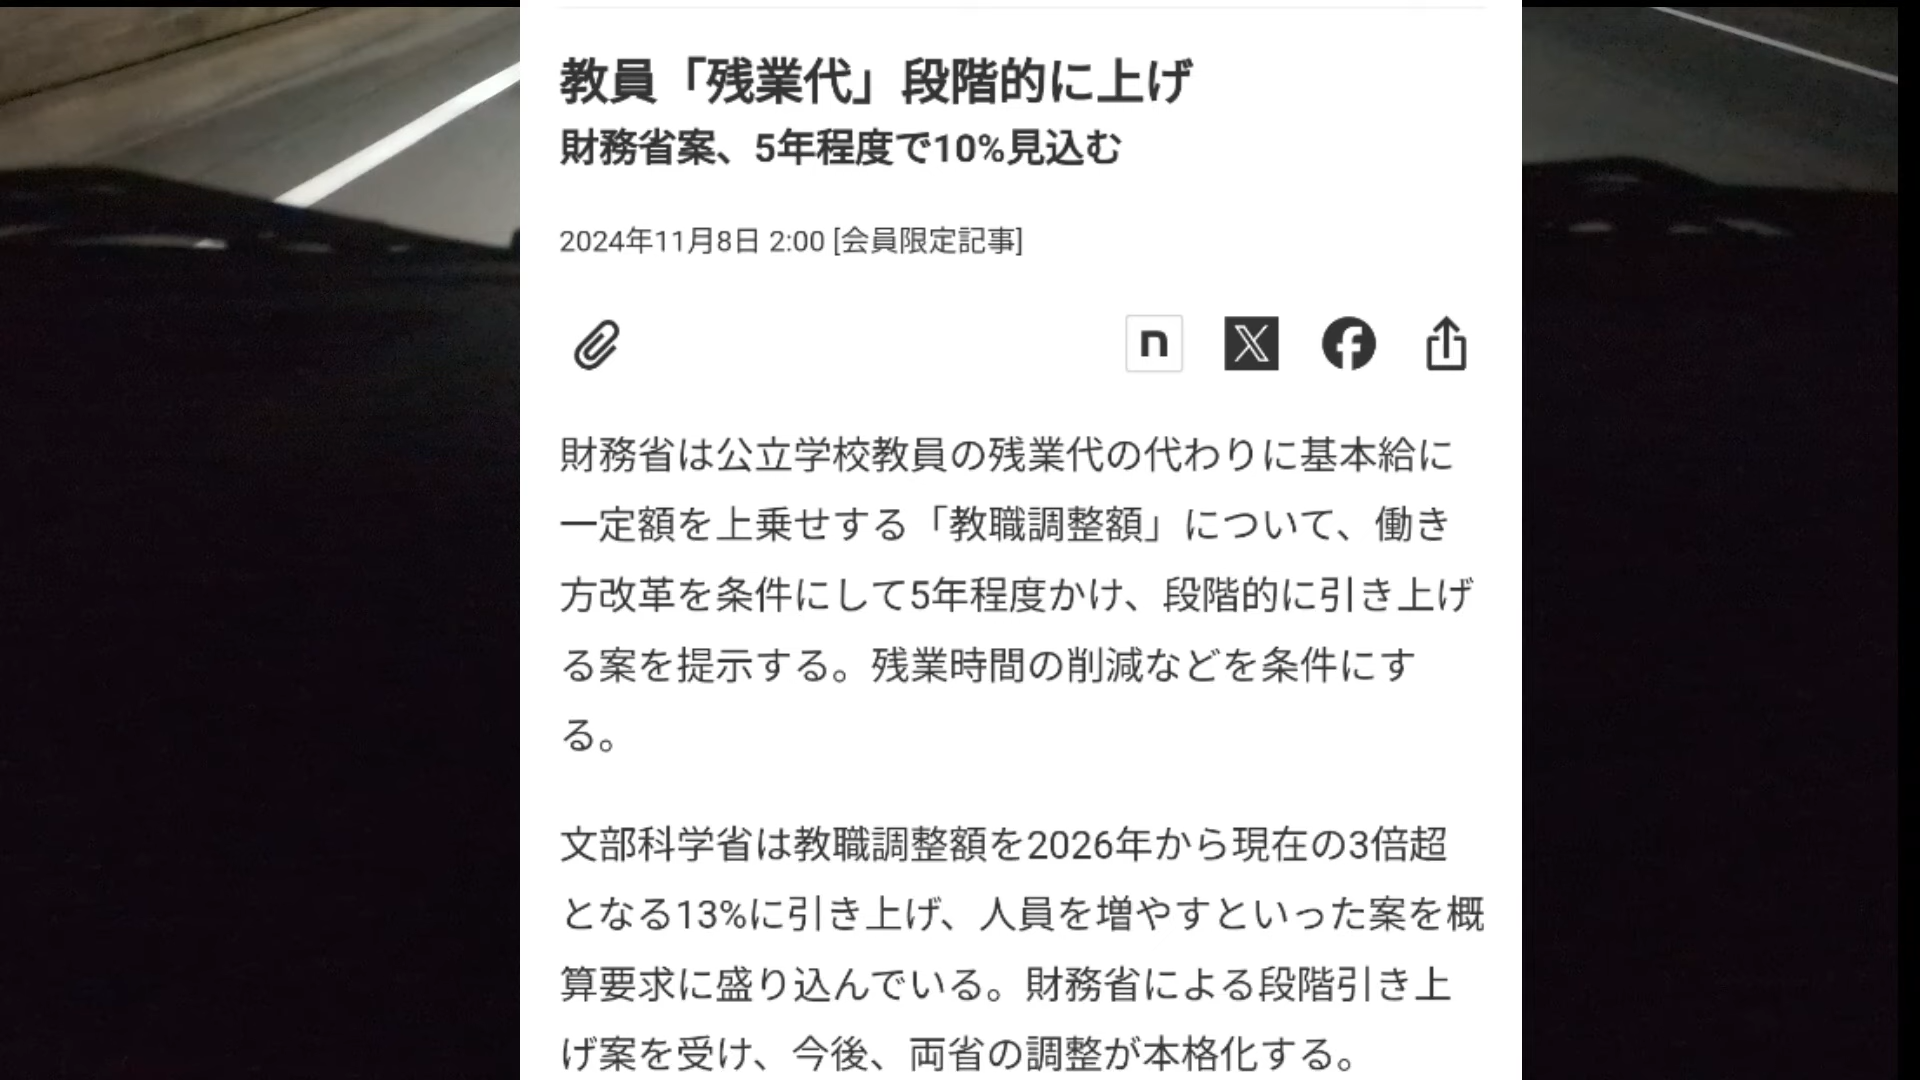 教員「残業代」段階的に上げ
財務省案、5年程度で10%見込む
2024年11月8日 2:00 [会員限定記事]
n
財務省は公立学校教員の残業代の代わりに基本給に
一定額を上乗せする「教職調整額」について、働き
方改革を条件にして5年程度かけ、段階的に引き上げ
る案を提示する。残業時間の削減などを条件にす
る。
文部科学省は教職調整額を2026年から現在の3倍超
となる13%に引き上げ、人員を増やすといった案を概
算要求に盛り込んでいる。財務省による段階引き上
げ案を受け、今後、両省の調整が本格化する。